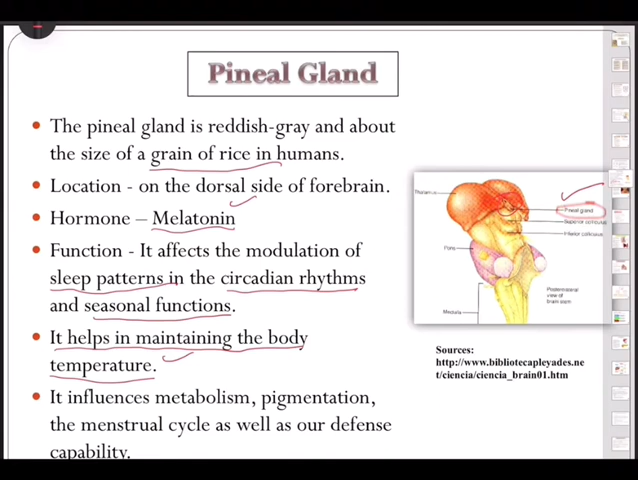 Pineal Gland
The pineal gland is reddish-gray and about
the size of a grain of rice in humans.
Location - on the dorsal side of forebrain.
Hormone – Melatonin
Function - It affects the modulation of
sleep patterns in the circadian rhythms
and seasonal functions.
It helps in maintaining the body
temperature.
It influences metabolism, pigmentation,
the menstrual cycle as well as our defense
capability.
Thalamus
Pineal gland
Superior colliculus
Inferior colliculus
Pons
Posterolateral
view of
brain stem
Medulla
Sources:
http://www.bibliotecapleyades.ne
t/ciencia/ciencia_brain01.htm